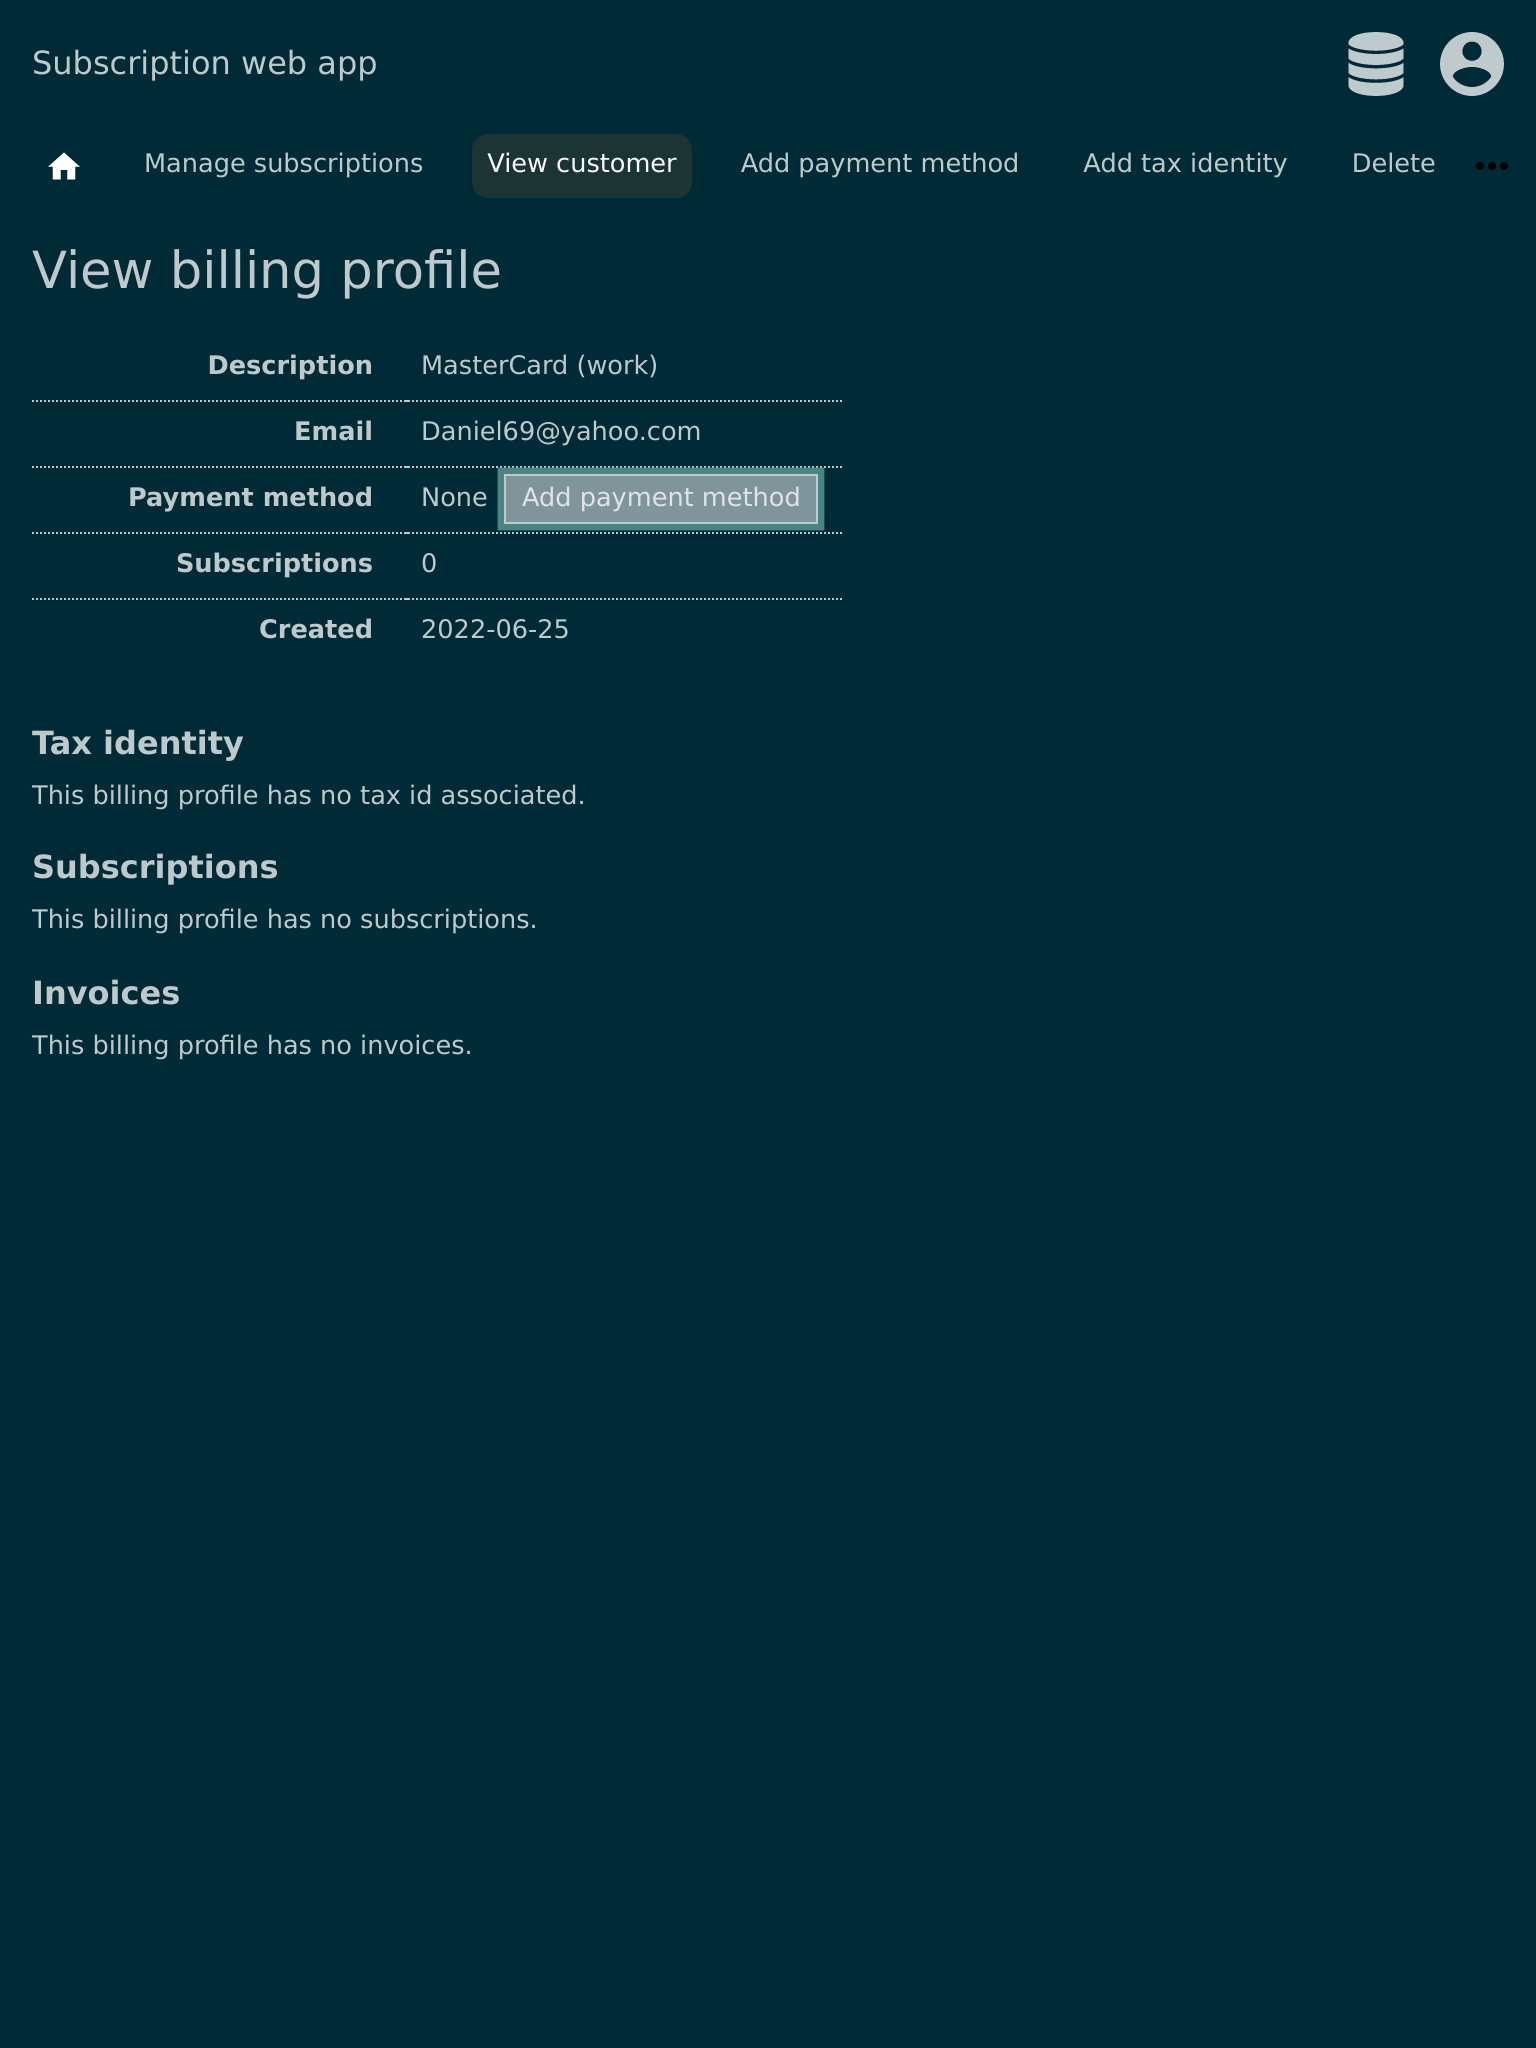 Subscription web app
Manage subscriptions View customer Add payment method Add tax identity Delete
View billing profile
Description MasterCard (work)
Email Daniel69@yahoo.com
Payment method None Add payment method
Subscriptions 0
Created 2022-06-25
Tax identity
This billing profile has no tax id associated.
Subscriptions
This billing profile has no subscriptions.
Invoices
This billing profile has no invoices.